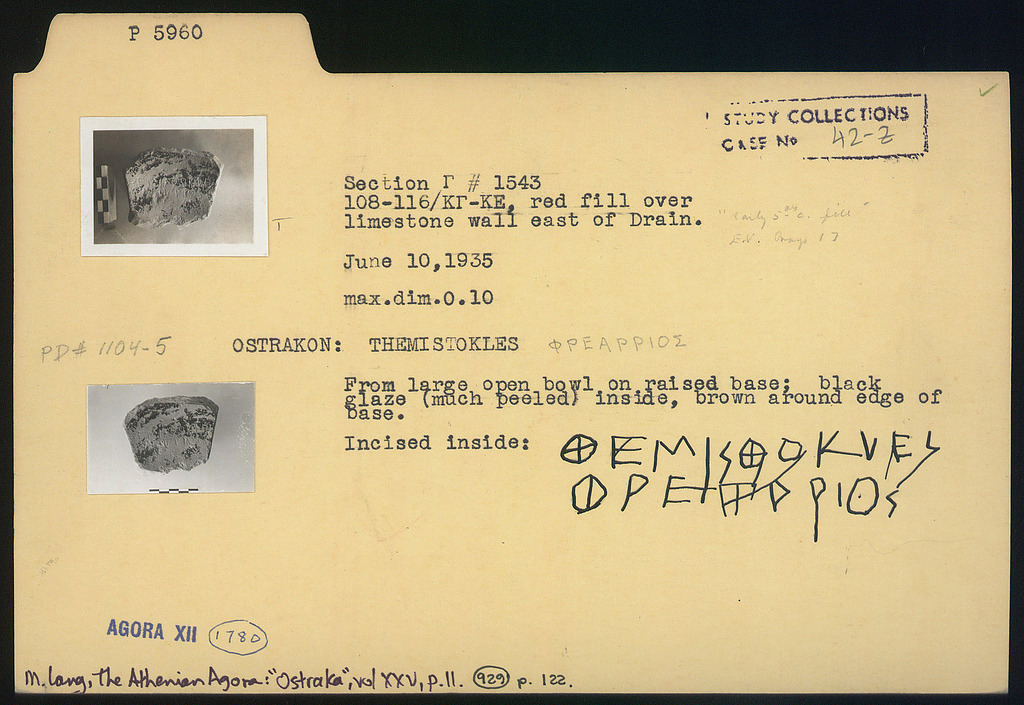 P 5960
STUDY COLLECTIONS
CASE No 42-Z
Section Γ # 1543
108-116/ΚΓ-ΚΕ, red fill over
limestone wall east of Drain.
"Early 5th c. fill"
June 10,1935
max.dim.0.10
PD# 1104-5
OSTRAKON: THEMISTOKLES ΦΡΕΑΡΡΙΟΣ
From large open bowl on raised base; black
glaze (much peeled) inside, brown around edge of
base.
Incised inside:
AGORA XII 1780
M. Lang, The Athenian Agora: "Ostraka", vol XXV, p.11. 929 p. 122.